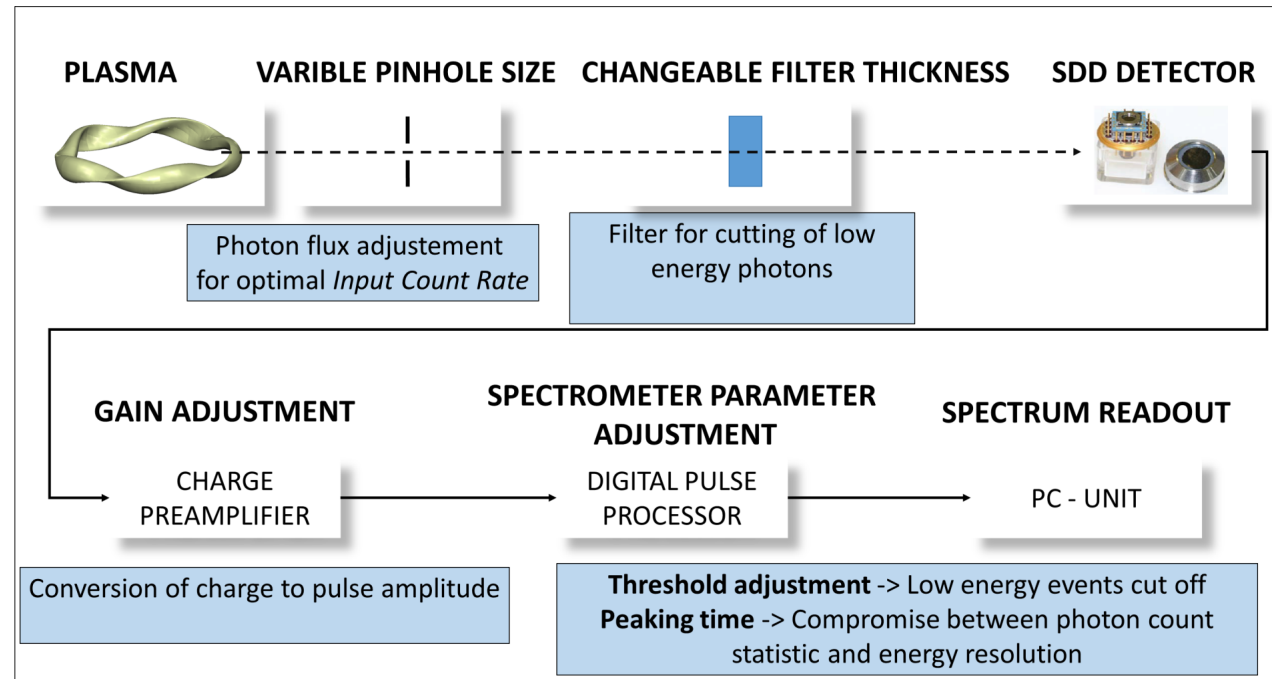 PLASMA
VARIBLE PINHOLE SIZE
CHANGEABLE FILTER THICKNESS
SDD DETECTOR
Photon flux adjustement
for optimal Input Count Rate
Filter for cutting of low
energy photons
GAIN ADJUSTMENT
SPECTROMETER PARAMETER
ADJUSTMENT
SPECTRUM READOUT
CHARGE
PREAMPLIFIER
DIGITAL PULSE
PROCESSOR
PC - UNIT
Conversion of charge to pulse amplitude
Threshold adjustment -> Low energy events cut off
Peaking time -> Compromise between photon count
statistic and energy resolution